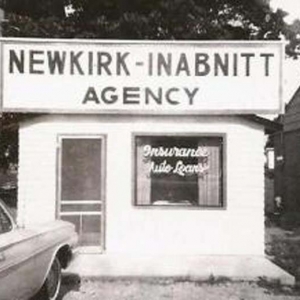 NEWKIRK-INABNITT
AGENCY
Insurance
Auto Loans